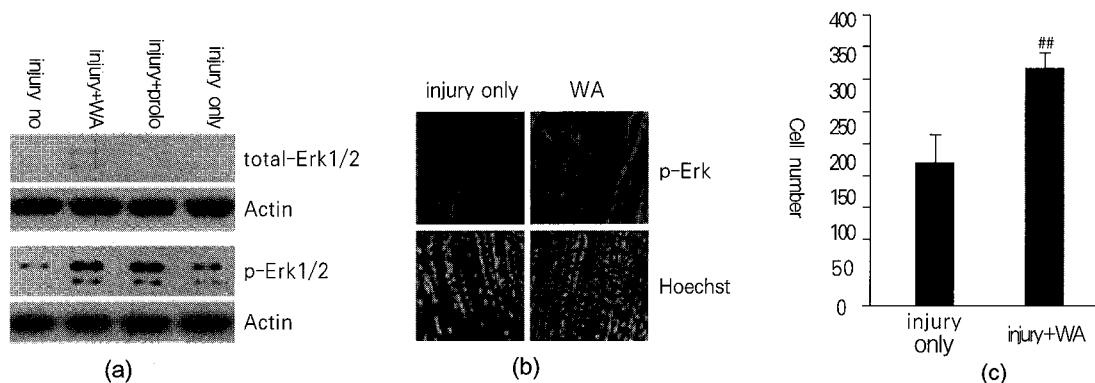 injury no
injury+WA
injury+prolo
injury only
total-Erk1/2
Actin
p-Erk1/2
Actin
(a)
injury only
WA
p-Erk
Hoechst
(b)
Cell number
400
350
300
250
200
150
100
50
0
##
injury
only
injury+WA
(c)